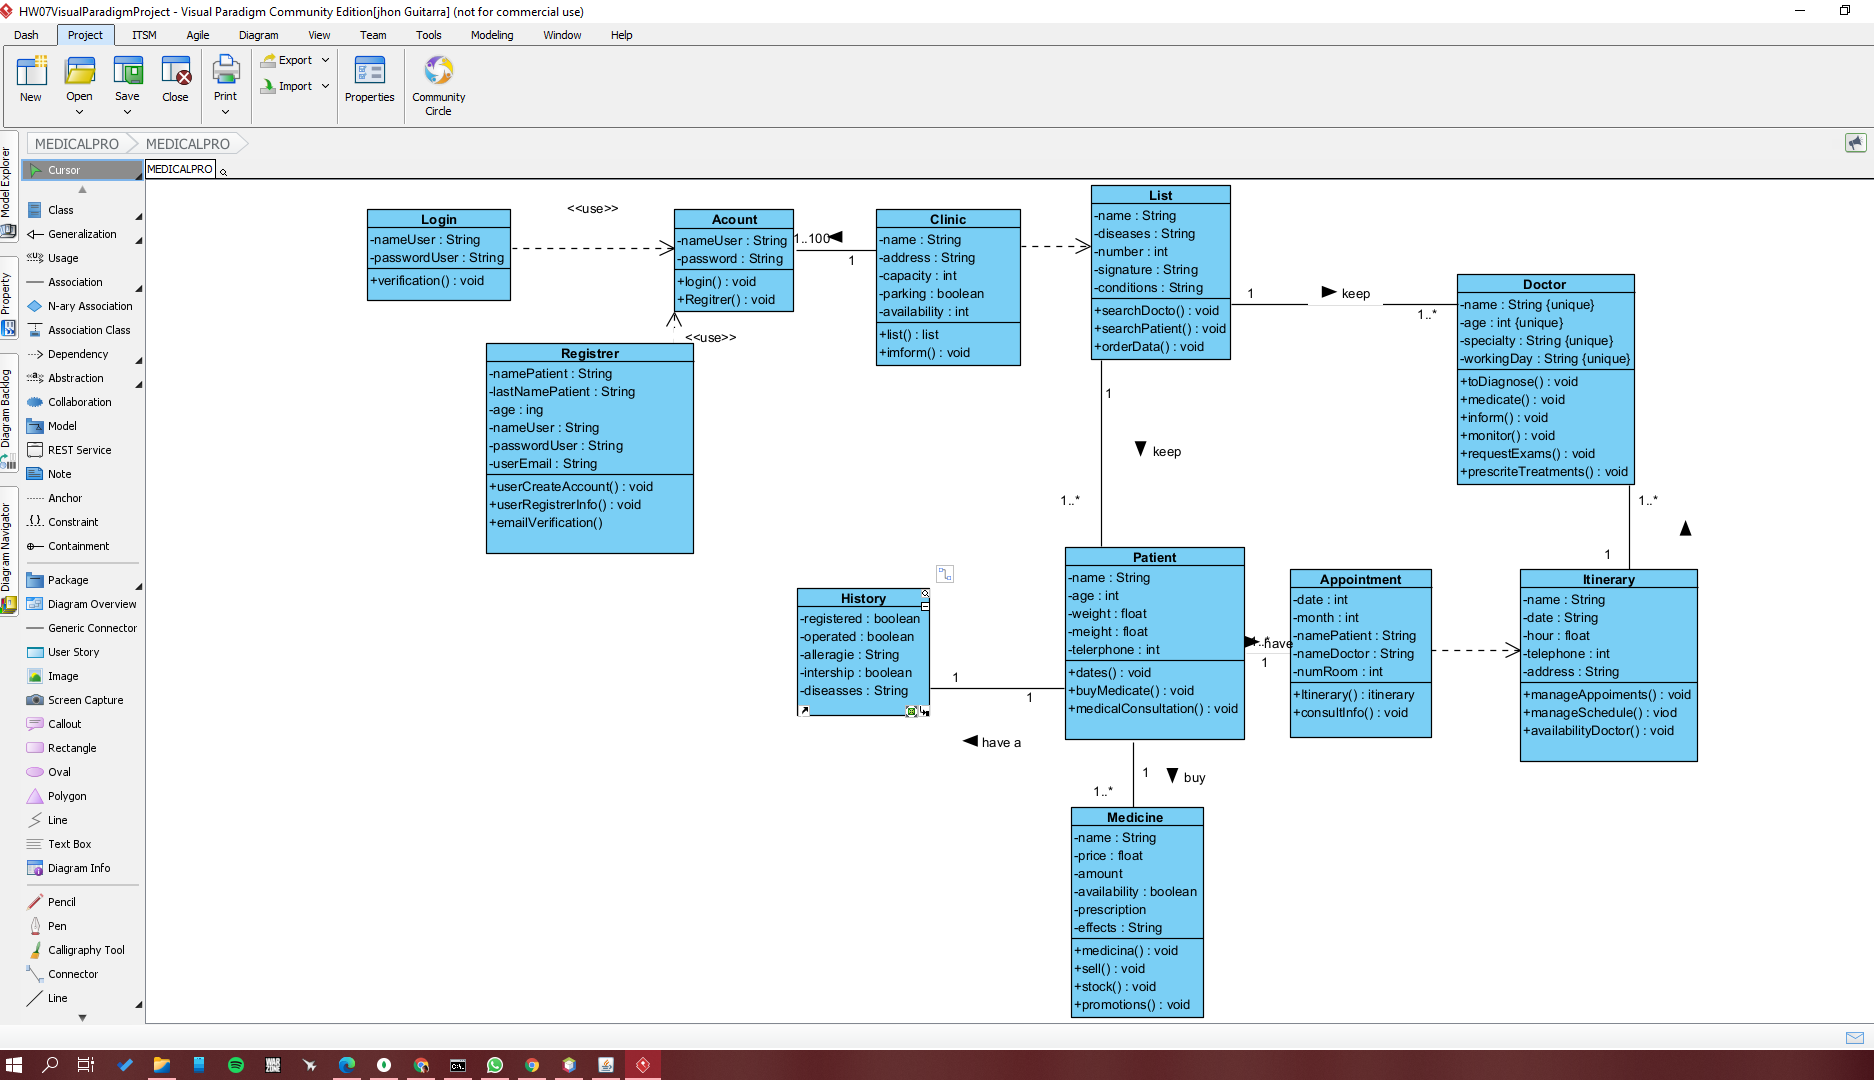 HW07VisualParadigmProject - Visual Paradigm Community Edition[jhon Guitarra] (not for commercial use)
Dash Project ITSM Agile Diagram View Team Tools Modeling Window Help
New Open Save Close Print Export Import Properties Community Circle
MEDICALPRO MEDICALPRO
MEDICALPRO
Model Explorer
Property
Diagram Backlog
Diagram Navigator
Cursor
Class
Generalization
Usage
Association
N-ary Association
Association Class
Dependency
Abstraction
Collaboration
Model
REST Service
Note
Anchor
Constraint
Containment
Package
Diagram Overview
Generic Connector
User Story
Image
Screen Capture
Callout
Rectangle
Oval
Polygon
Line
Text Box
Diagram Info
Pencil
Pen
Calligraphy Tool
Connector
Line
Login
-nameUser : String
-passwordUser : String
+verification() : void
<<use>>
Acount
-nameUser : String
-password : String
+login() : void
+Regitrer() : void
1..100
1
<<use>>
Clinic
-name : String
-address : String
-capacity : int
-parking : boolean
-availability : int
+list() : list
+imform() : void
List
-name : String
-diseases : String
-number : int
-signature : String
-conditions : String
+searchDocto() : void
+searchPatient() : void
+orderData() : void
1
keep
1..*
Doctor
-name : String {unique}
-age : int {unique}
-specialty : String {unique}
-workingDay : String {unique}
+toDiagnose() : void
+medicate() : void
+inform() : void
+monitor() : void
+requestExams() : void
+prescriteTreatments() : void
Registrer
-namePatient : String
-lastNamePatient : String
-age : ing
-nameUser : String
-passwordUser : String
-userEmail : String
+userCreateAccount() : void
+userRegistrerInfo() : void
+emailVerification()
1
keep
1..*
1..*
1
History
-registered : boolean
-operated : boolean
-alleragie : String
-intership : boolean
-diseasses : String
1
1
have a
Patient
-name : String
-age : int
-weight : float
-meight : float
-telerphone : int
+dates() : void
+buyMedicate() : void
+medicalConsultation() : void
have
1
Appointment
-date : int
-month : int
-namePatient : String
-nameDoctor : String
-numRoom : int
+Itinerary() : itinerary
+consultInfo() : void
Itinerary
-name : String
-date : String
-hour : float
-telephone : int
-address : String
+manageAppoiments() : void
+manageSchedule() : viod
+availabilityDoctor() : void
1
buy
1..*
Medicine
-name : String
-price : float
-amount
-availability : boolean
-prescription
-effects : String
+medicina() : void
+sell() : void
+stock() : void
+promotions() : void
WAR ZONE